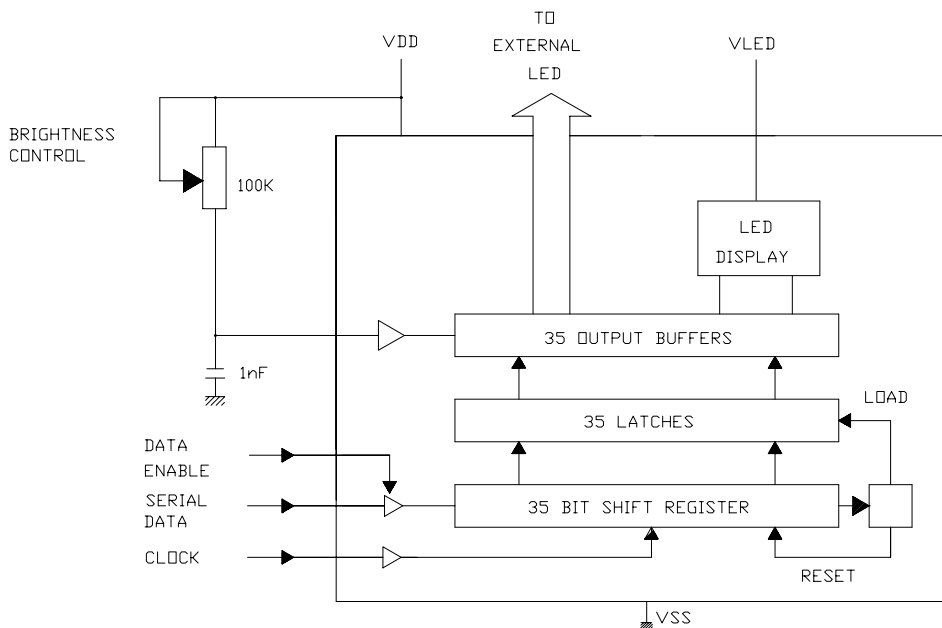 TO
EXTERNAL
LED
VDD
VLED
BRIGHTNESS
CONTROL
100K
LED
DISPLAY
35 OUTPUT BUFFERS
1nF
LOAD
35 LATCHES
DATA
ENABLE
SERIAL
DATA
35 BIT SHIFT REGISTER
CLOCK
RESET
VSS